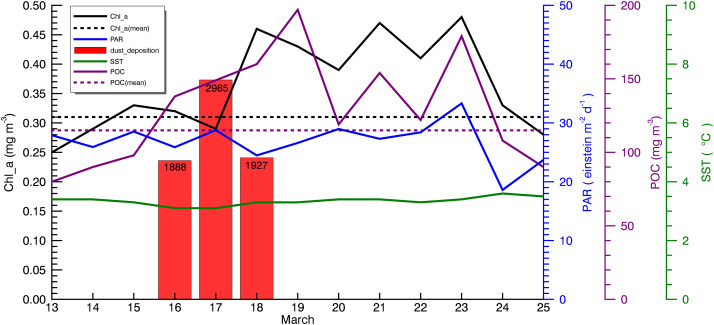 Chl_a
Chl_a(mean)
PAR
dust_deposition
SST
POC
POC(mean)
0.50
0.45
0.40
0.35
0.30
0.25
0.20
0.15
0.10
0.05
0.00
Chl_a (mg m-3)
1888
2985
1927
13 14 15 16 17 18 19 20 21 22 23 24 25
March
50
40
30
20
10
0
PAR ( einstein m-2 d-1 )
200
150
100
50
0
POC (mg m-3)
10
8
6
4
2
0
SST ( °C )